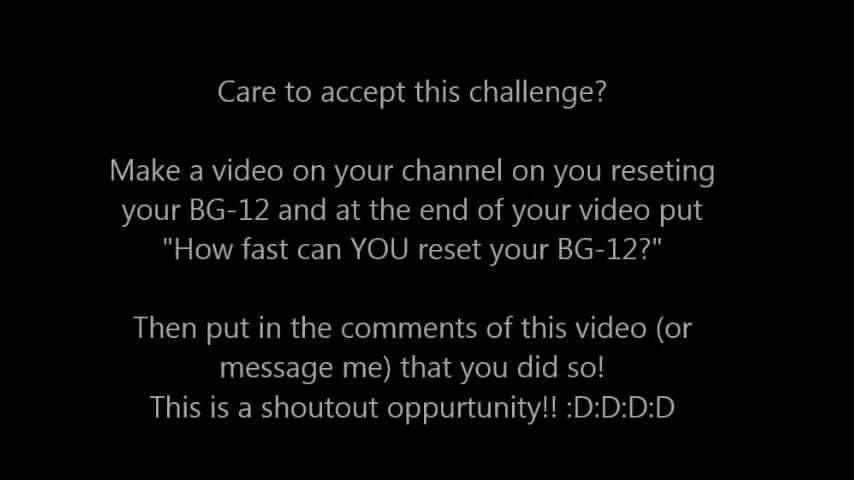 Care to accept this challenge?
Make a video on your channel on you reseting
your BG-12 and at the end of your video put
"How fast can YOU reset your BG-12?"
Then put in the comments of this video (or
message me) that you did so!
This is a shoutout oppurtunity!! :D:D:D:D